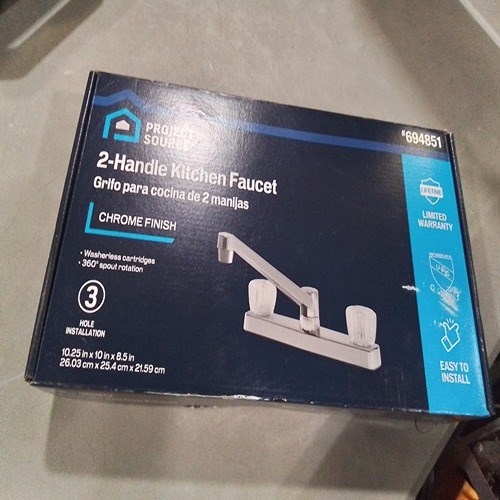 PROJECT
SOURCE
#694851
2-Handle Kitchen Faucet
Grifo para cocina de 2 manijas
CHROME FINISH
• Washerless cartridges
• 360° spout rotation
3
HOLE
INSTALLATION
10.25 in x 10 in x 8.5 in
26.03 cm x 25.4 cm x 21.59 cm
LIFETIME
LIMITED
WARRANTY
EASY TO
INSTALL